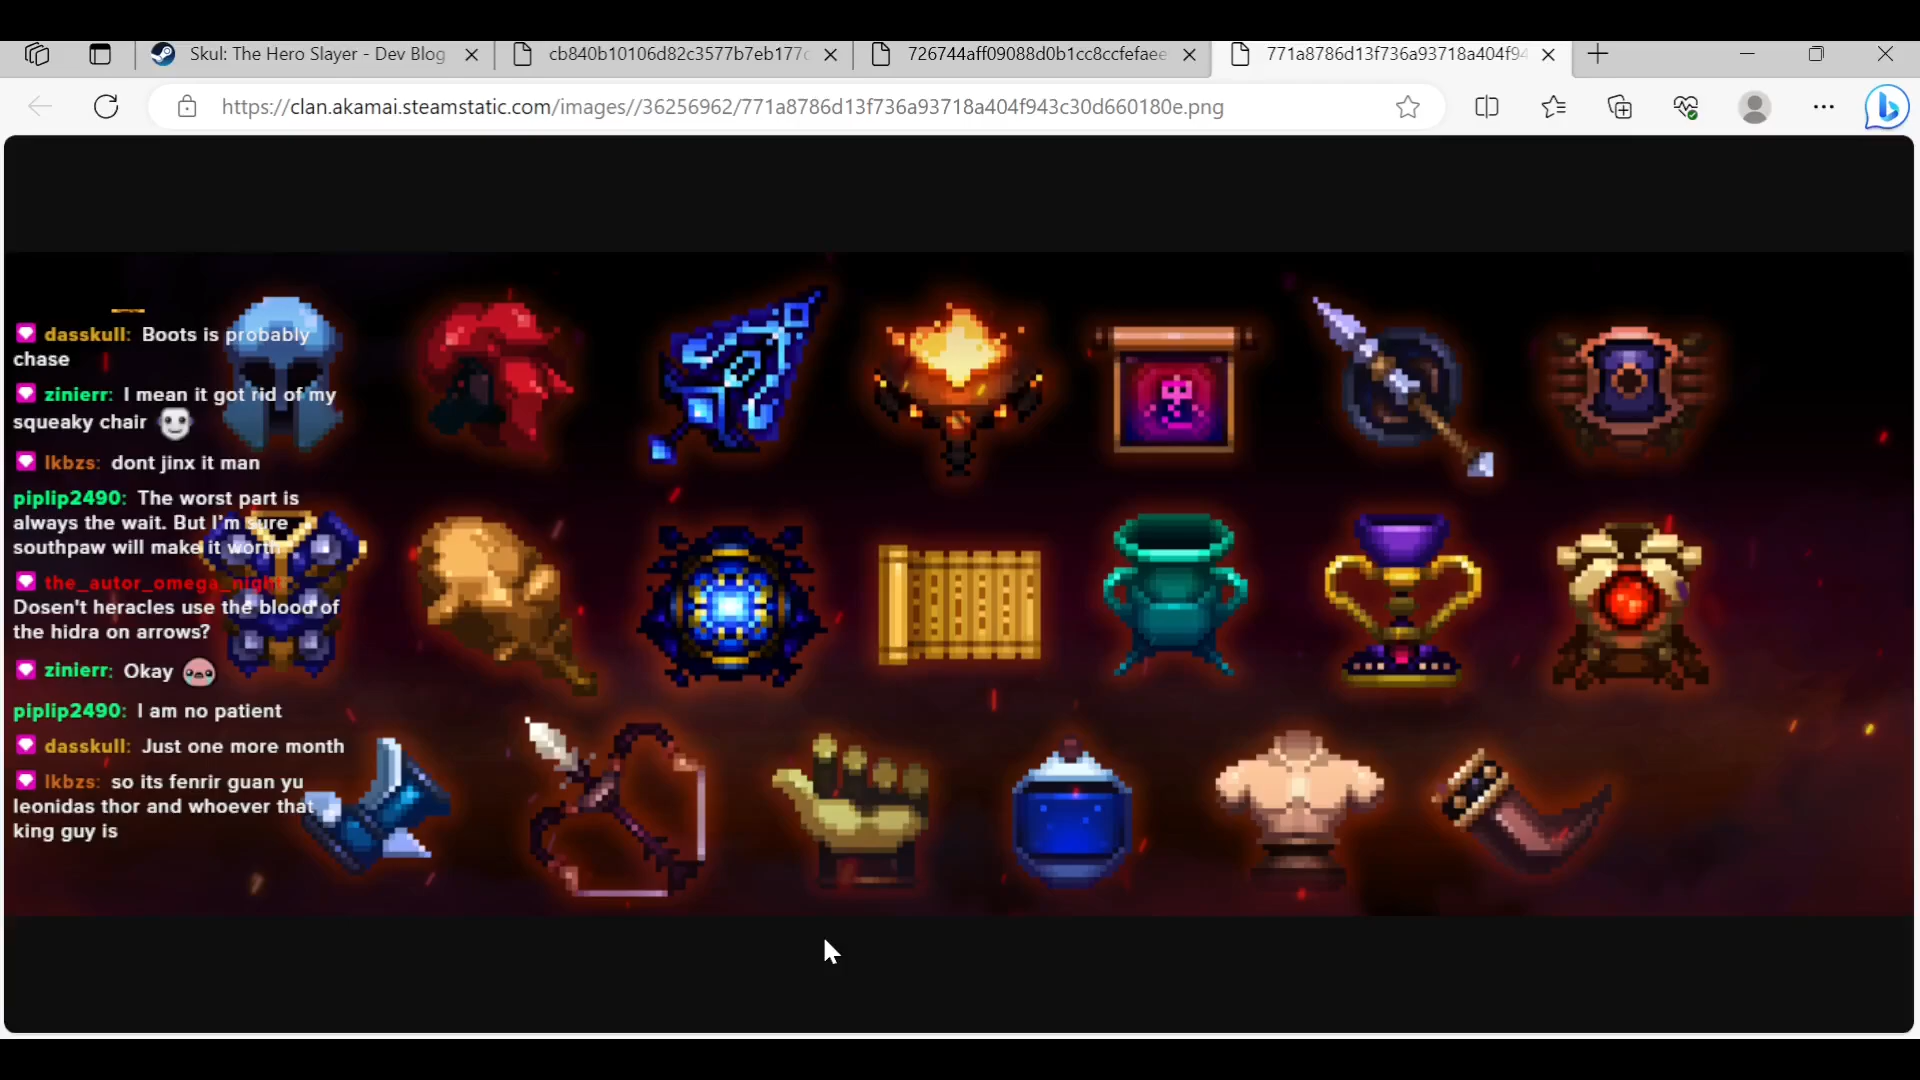 Skul: The Hero Slayer - Dev Blog
cb840b10106d82c3577b7eb177c
726744aff09088d0b1cc8ccfefaee
771a8786d13f736a93718a404f94
https://clan.akamai.steamstatic.com/images//36256962/771a8786d13f736a93718a404f943c30d660180e.png
dasskull: Boots is probably
chase
zinierr: I mean it got rid of my
squeaky chair
lkbzs: dont jinx it man
piplip2490: The worst part is
always the wait. But I'm sure
southpaw will make it worth
the_autor_omega_night:
Dosen't heracles use the blood of
the hidra on arrows?
zinierr: Okay
piplip2490: I am no patient
dasskull: Just one more month
lkbzs: so its fenrir guan yu
leonidas thor and whoever that
king guy is